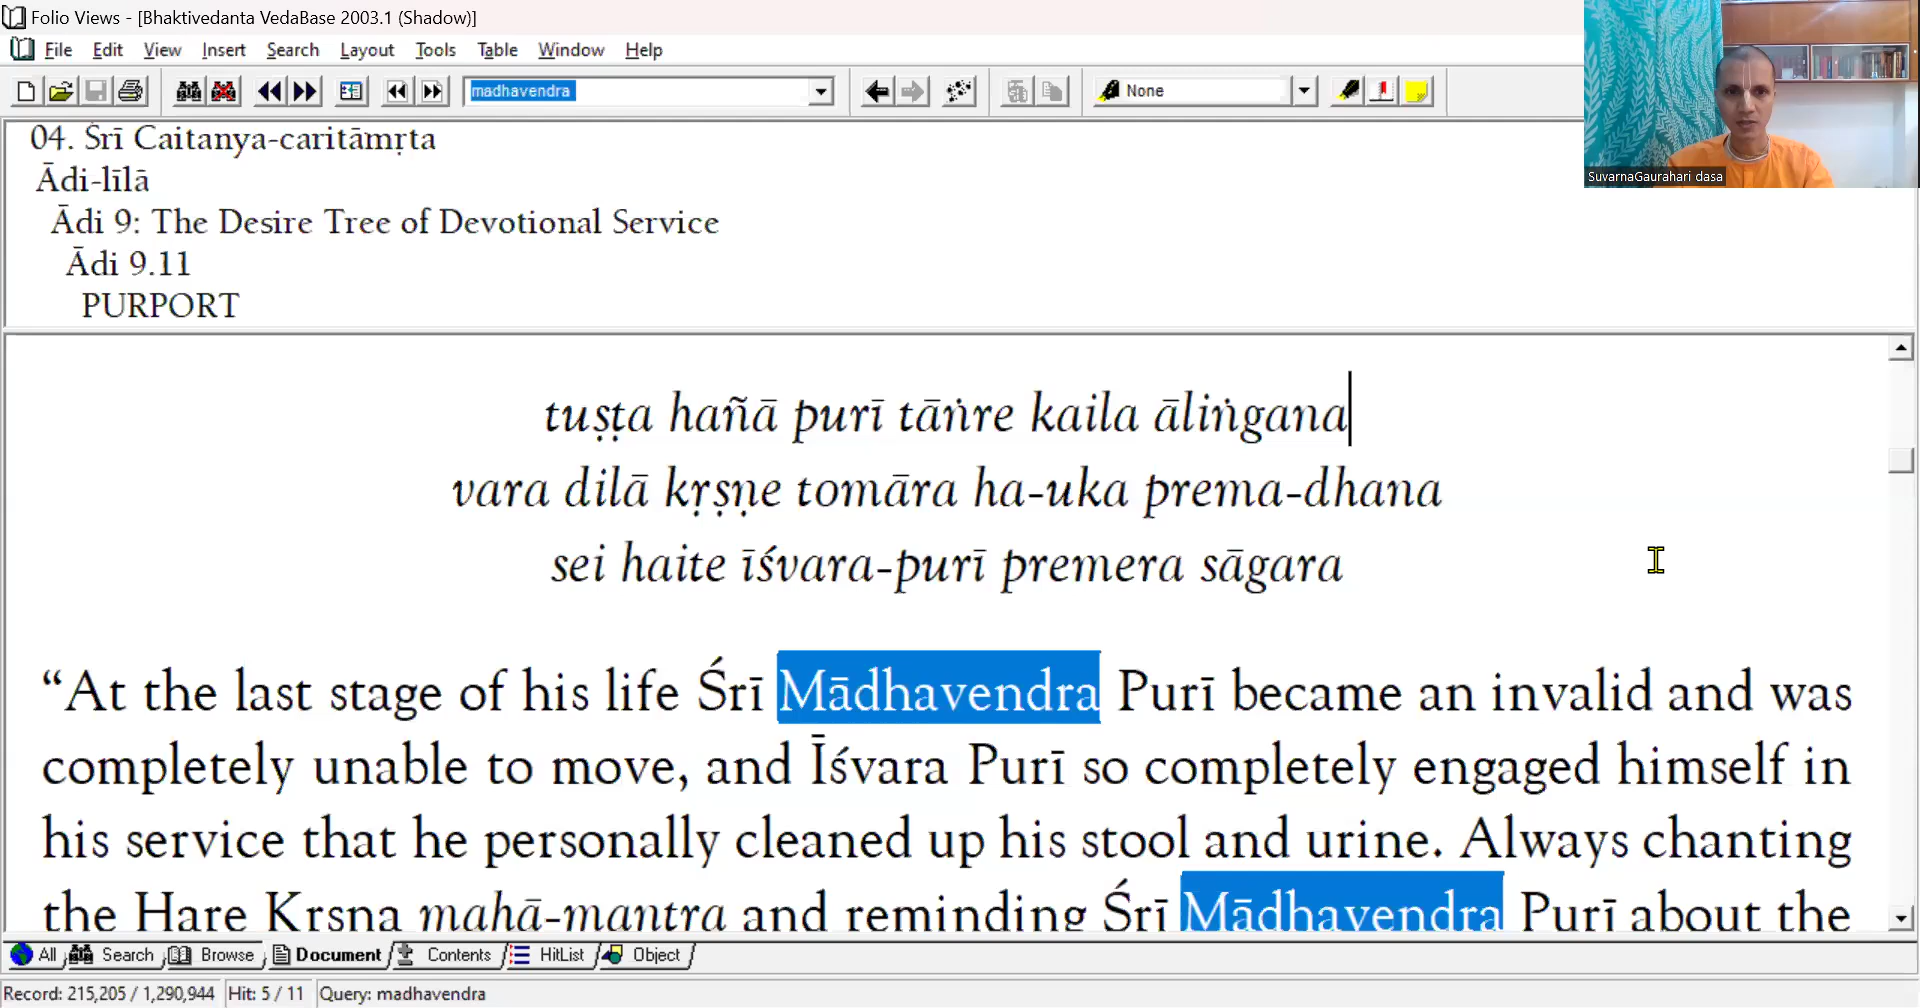 Folio Views - [Bhaktivedanta VedaBase 2003.1 (Shadow)]
File Edit View Insert Search Layout Tools Table Window Help
madhavendra None
04. Śrī Caitanya-caritāmṛta
Ādi-līlā
Ādi 9: The Desire Tree of Devotional Service
Ādi 9.11
PURPORT
SuvarnaGaurahari dasa
tuṣṭa hañā purī tāṅre kaila āliṅgana
vara dilā kṛṣṇe tomāra ha-uka prema-dhana
sei haite īśvara-purī premera sāgara
“At the last stage of his life Śrī Mādhavendra Purī became an invalid and was
completely unable to move, and Īśvara Purī so completely engaged himself in
his service that he personally cleaned up his stool and urine. Always chanting
the Hare Kṛṣṇa mahā-mantra and reminding Śrī Mādhavendra Purī about the
All Search Browse Document Contents HitList Object
Record: 215,205 / 1,290,944 Hit: 5 / 11 Query: madhavendra